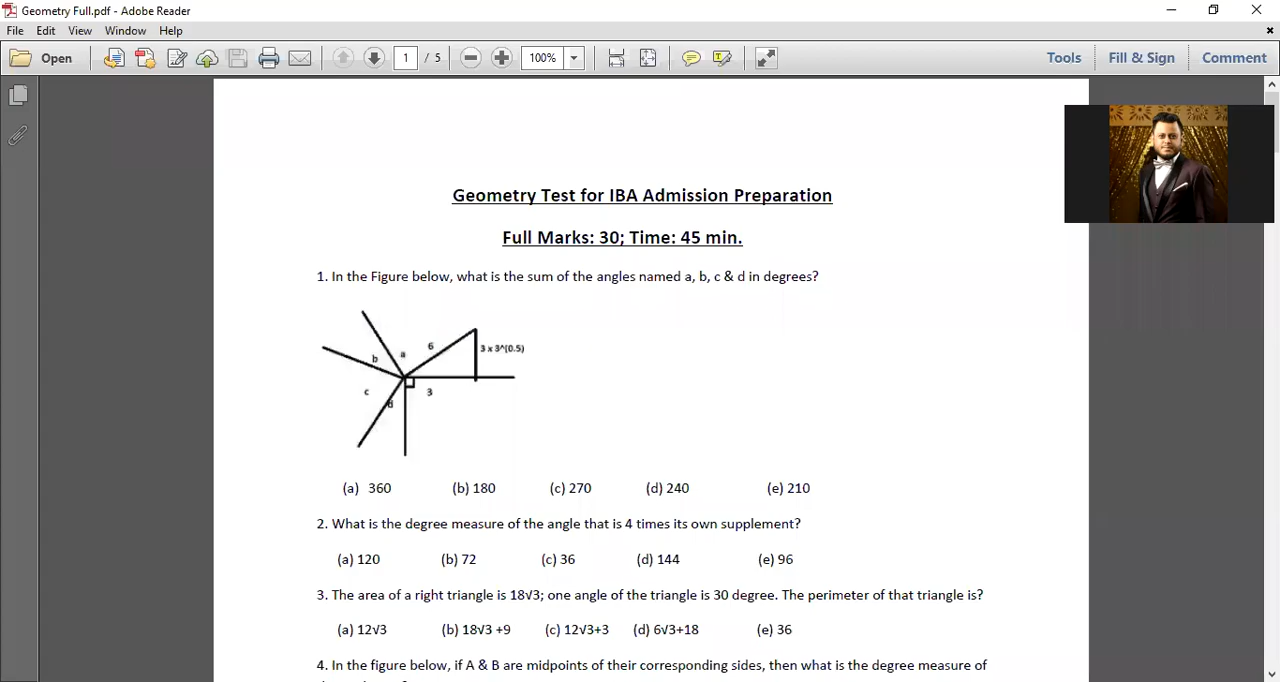 Geometry Full.pdf - Adobe Reader
File Edit View Window Help
Open 1 / 5 100% Tools Fill & Sign Comment
Geometry Test for IBA Admission Preparation
Full Marks: 30; Time: 45 min.
1. In the Figure below, what is the sum of the angles named a, b, c & d in degrees?
6
a
3 x 3^(0.5)
b
c
3
d
(a) 360 (b) 180 (c) 270 (d) 240 (e) 210
2. What is the degree measure of the angle that is 4 times its own supplement?
(a) 120 (b) 72 (c) 36 (d) 144 (e) 96
3. The area of a right triangle is 18√3; one angle of the triangle is 30 degree. The perimeter of that triangle is?
(a) 12√3 (b) 18√3 +9 (c) 12√3+3 (d) 6√3+18 (e) 36
4. In the figure below, if A & B are midpoints of their corresponding sides, then what is the degree measure of